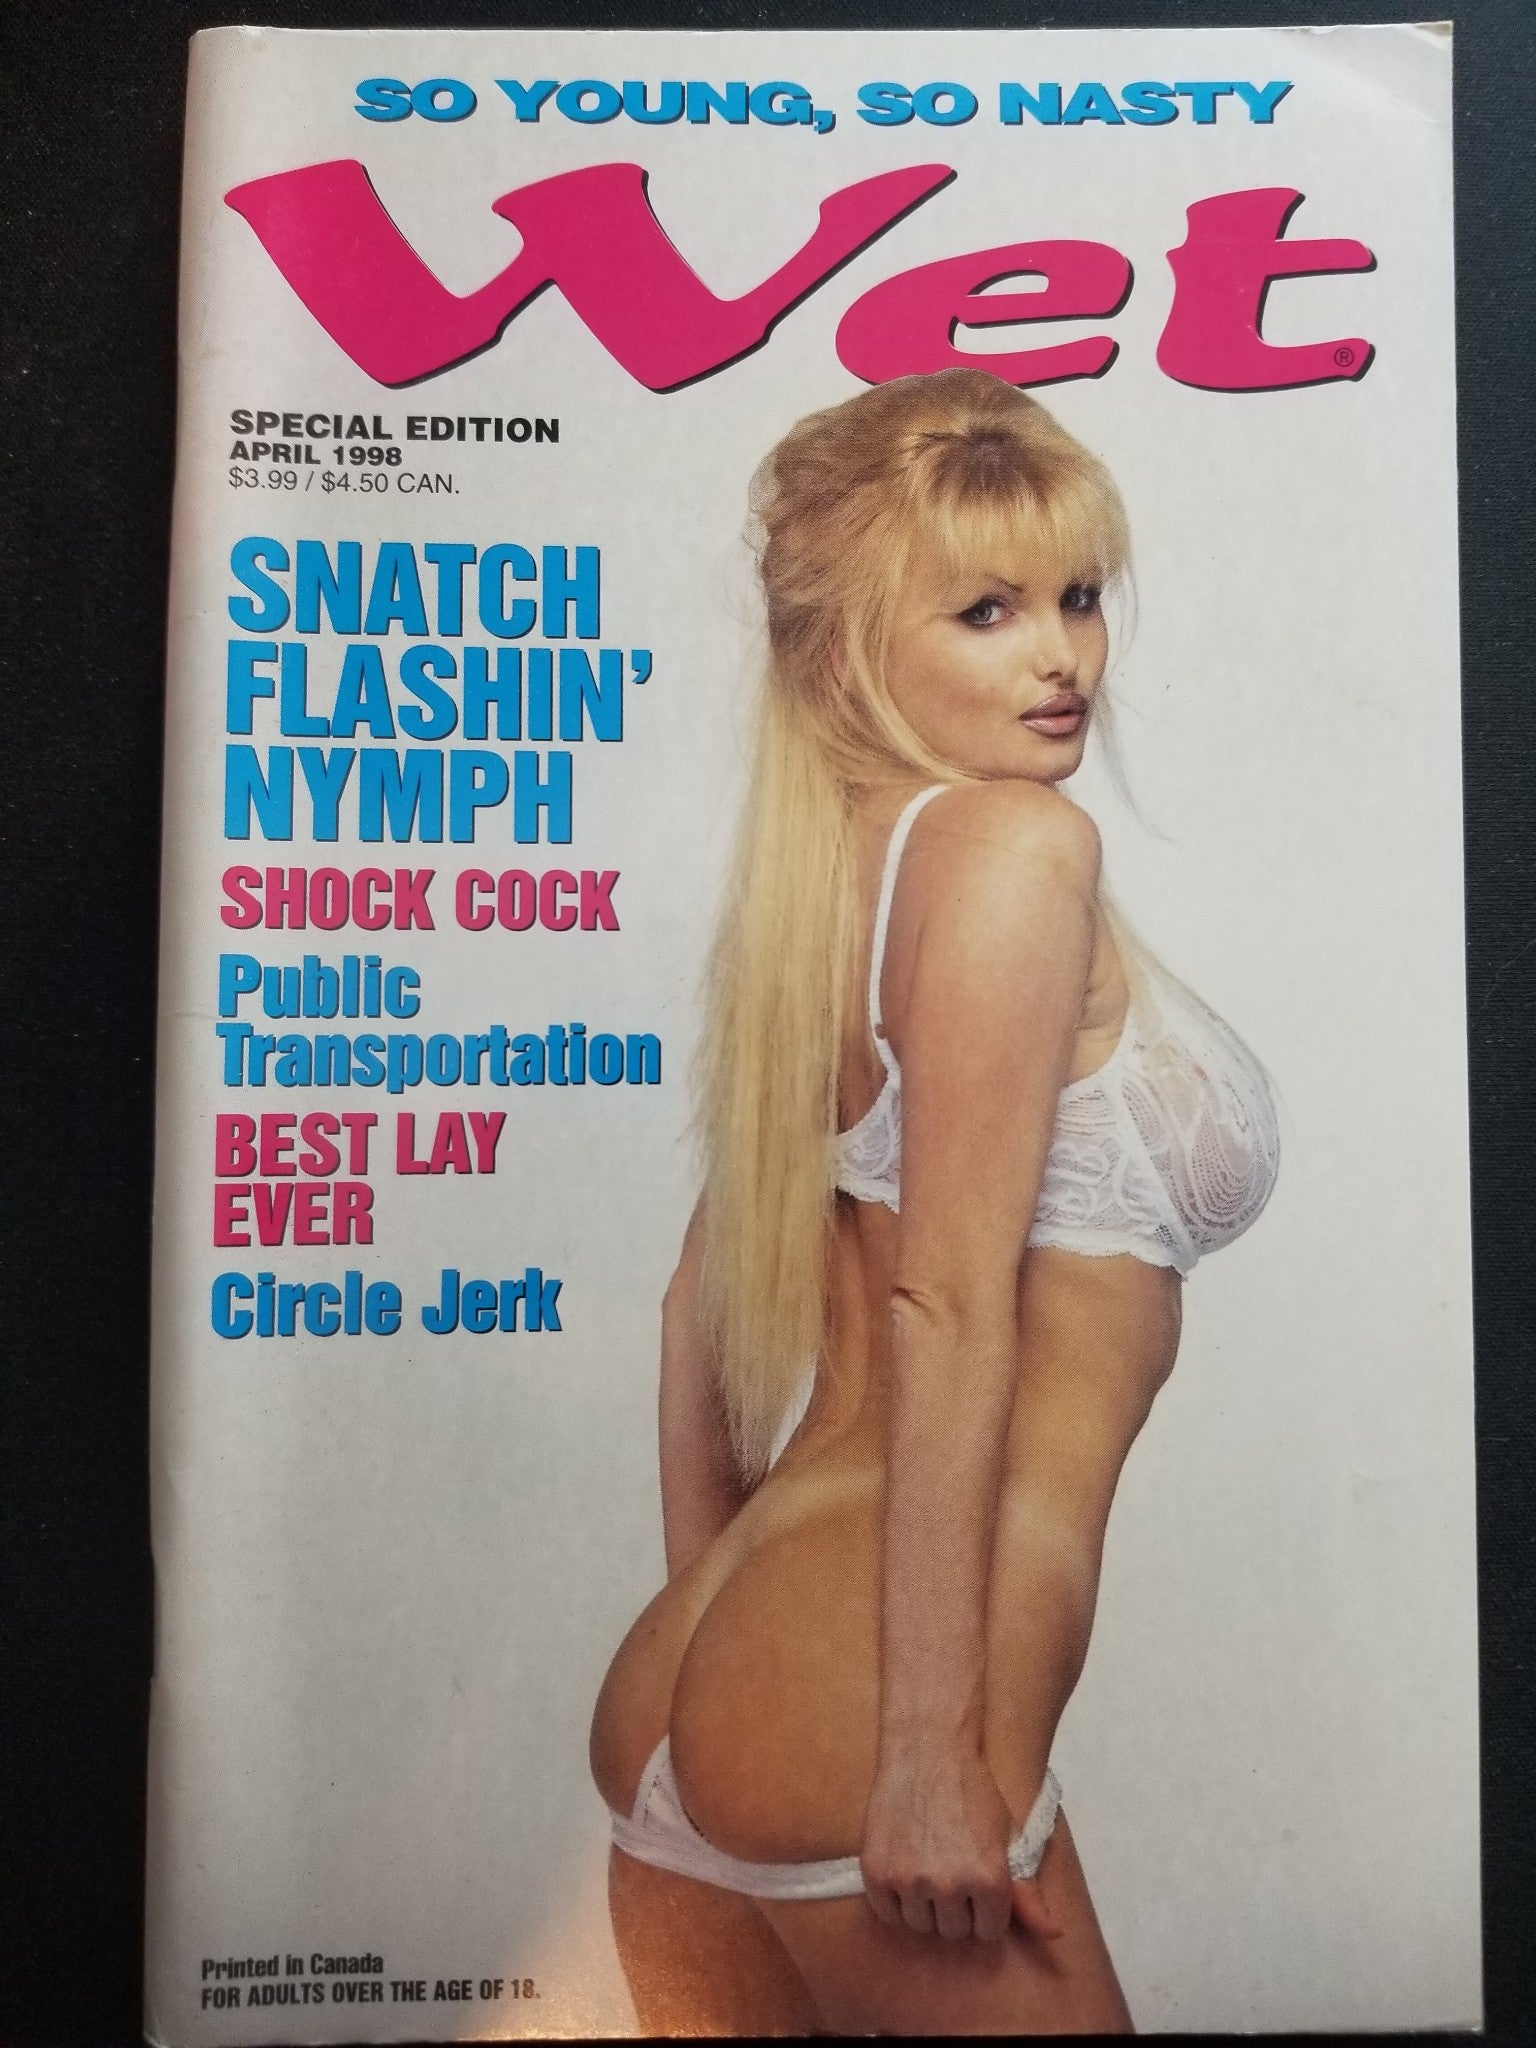 SO YOUNG, SO NASTY
Wet®
SPECIAL EDITION
APRIL 1998
$3.99 / $4.50 CAN.
SNATCH
FLASHIN'
NYMPH
SHOCK COCK
Public
Transportation
BEST LAY
EVER
Circle Jerk
Printed in Canada
FOR ADULTS OVER THE AGE OF 18.